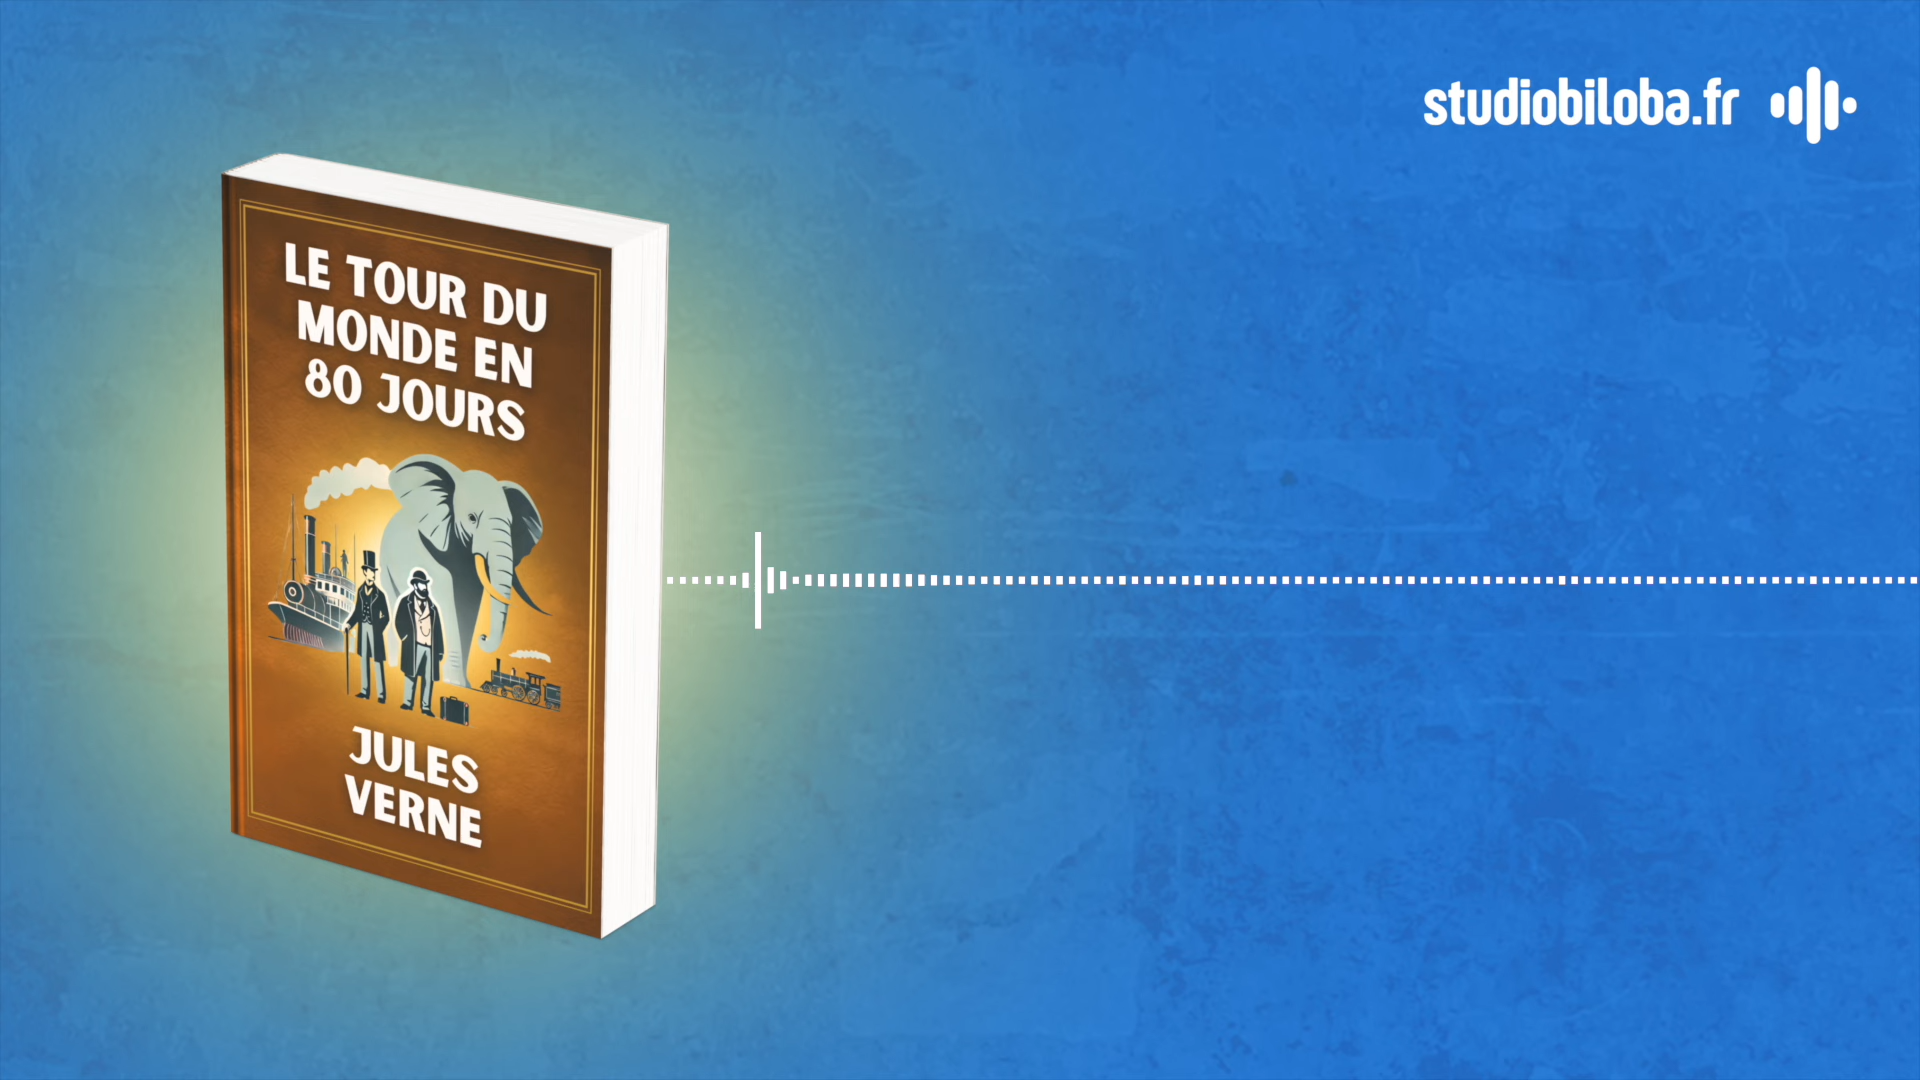 studiobiloba.fr
LE TOUR DU
MONDE EN
80 JOURS
JULES
VERNE